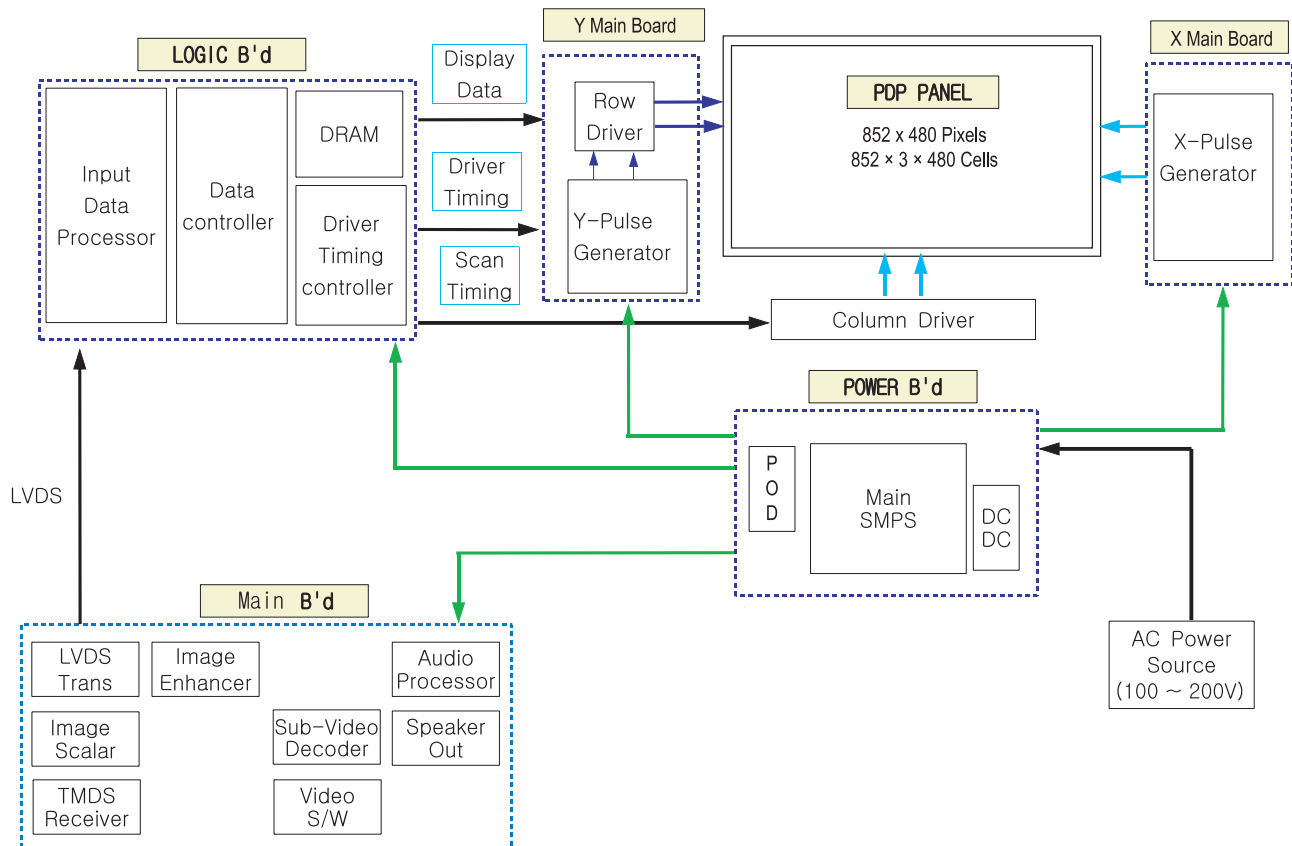 LOGIC B'd
Input
Data
Processor
Data
controller
DRAM
Driver
Timing
controller
Display
Data
Driver
Timing
Scan
Timing
Y Main Board
Row
Driver
Y-Pulse
Generator
PDP PANEL
852 x 480 Pixels
852 × 3 × 480 Cells
X Main Board
X-Pulse
Generator
Column Driver
POWER B'd
P
O
D
Main
SMPS
DC
DC
LVDS
AC Power
Source
(100 ~ 200V)
Main B'd
LVDS
Trans
Image
Enhancer
Audio
Processor
Image
Scalar
Sub-Video
Decoder
Speaker
Out
TMDS
Receiver
Video
S/W